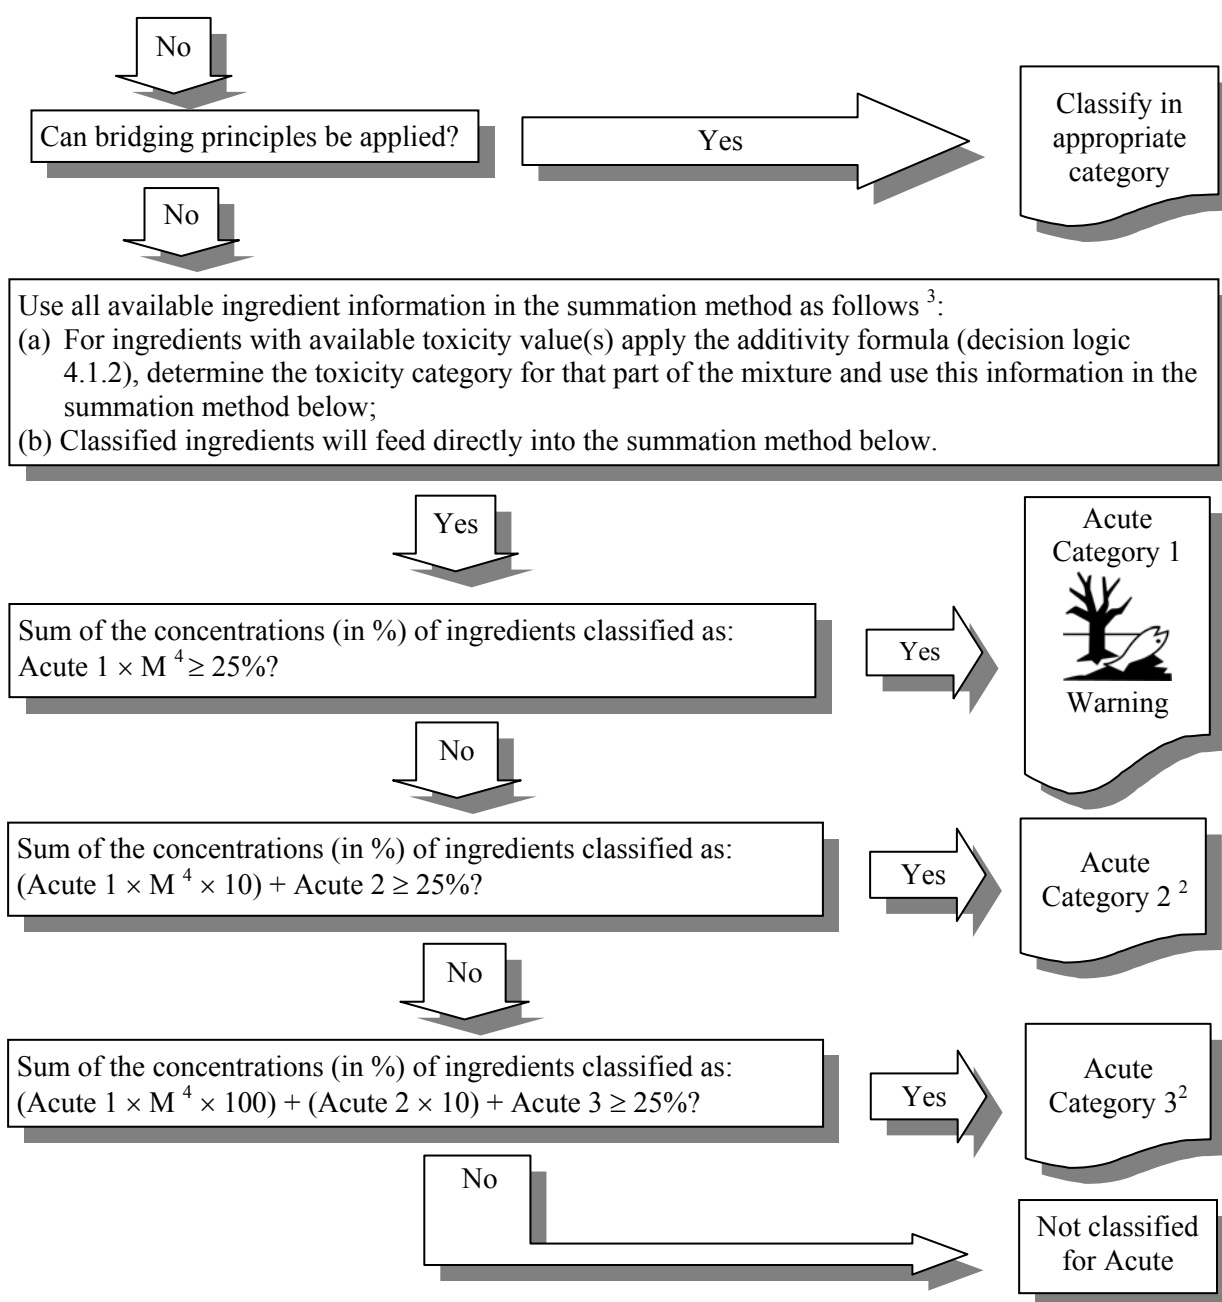 No
Can bridging principles be applied?
Yes
Classify in
appropriate
category
No
Use all available ingredient information in the summation method as follows ³:
(a) For ingredients with available toxicity value(s) apply the additivity formula (decision logic
4.1.2), determine the toxicity category for that part of the mixture and use this information in the
summation method below;
(b) Classified ingredients will feed directly into the summation method below.
Yes
Acute
Category 1
Warning
Sum of the concentrations (in %) of ingredients classified as:
Acute 1 × M ⁴ ≥ 25%?
Yes
No
Sum of the concentrations (in %) of ingredients classified as:
(Acute 1 × M ⁴ × 10) + Acute 2 ≥ 25%?
Yes
Acute
Category 2 ²
No
Sum of the concentrations (in %) of ingredients classified as:
(Acute 1 × M ⁴ × 100) + (Acute 2 × 10) + Acute 3 ≥ 25%?
Yes
Acute
Category 3²
No
Not classified
for Acute